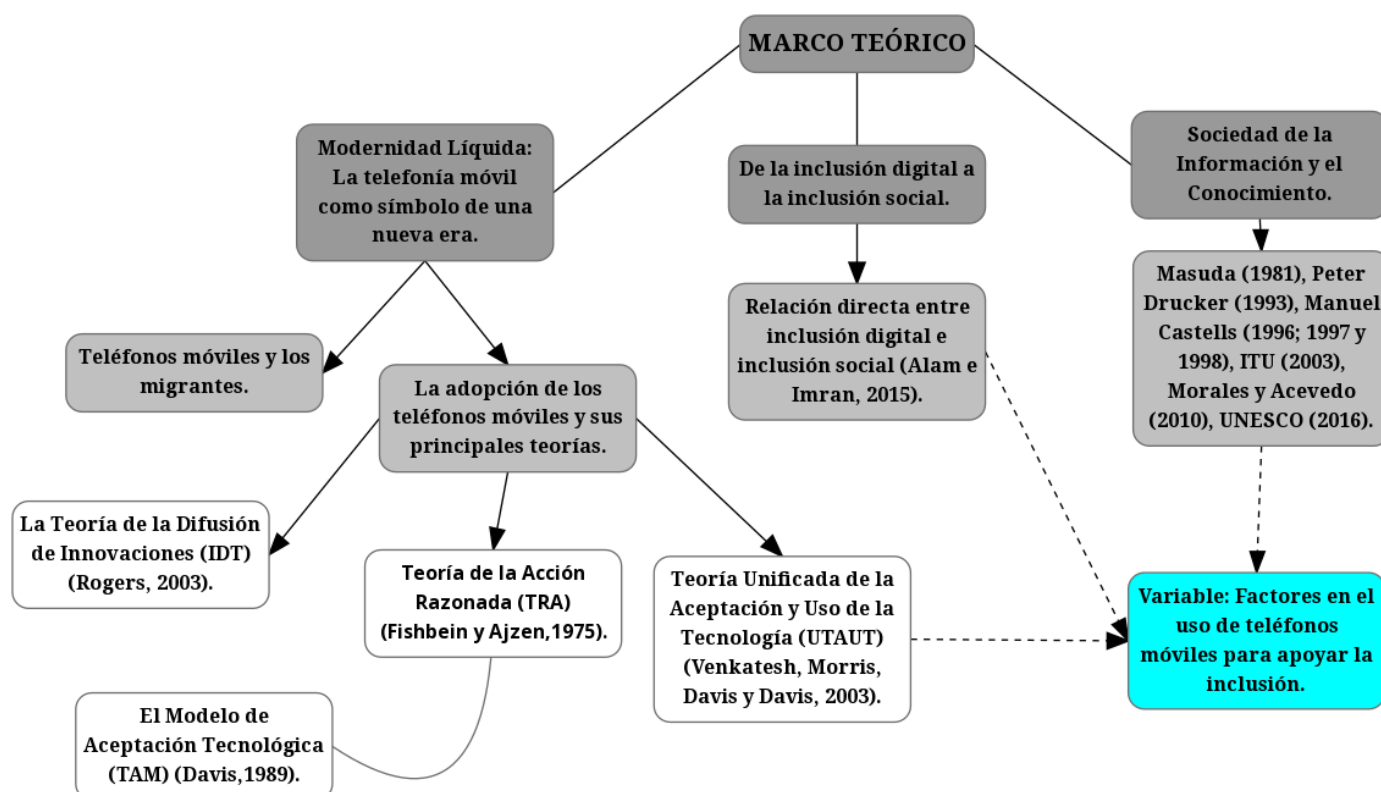 MARCO TEÓRICO
Modernidad Líquida:
La telefonía móvil
como símbolo de una
nueva era.
De la inclusión digital a
la inclusión social.
Sociedad de la
Información y el
Conocimiento.
Teléfonos móviles y los
migrantes.
La adopción de los
teléfonos móviles y sus
principales teorías.
Relación directa entre
inclusión digital e
inclusión social (Alam e
Imran, 2015).
Masuda (1981), Peter
Drucker (1993), Manuel
Castells (1996; 1997 y
1998), ITU (2003),
Morales y Acevedo
(2010), UNESCO (2016).
La Teoría de la Difusión
de Innovaciones (IDT)
(Rogers, 2003).
Teoría de la Acción
Razonada (TRA)
(Fishbein y Ajzen,1975).
Teoría Unificada de la
Aceptación y Uso de la
Tecnología (UTAUT)
(Venkatesh, Morris,
Davis y Davis, 2003).
Variable: Factores en el
uso de teléfonos
móviles para apoyar la
inclusión.
El Modelo de
Aceptación Tecnológica
(TAM) (Davis,1989).